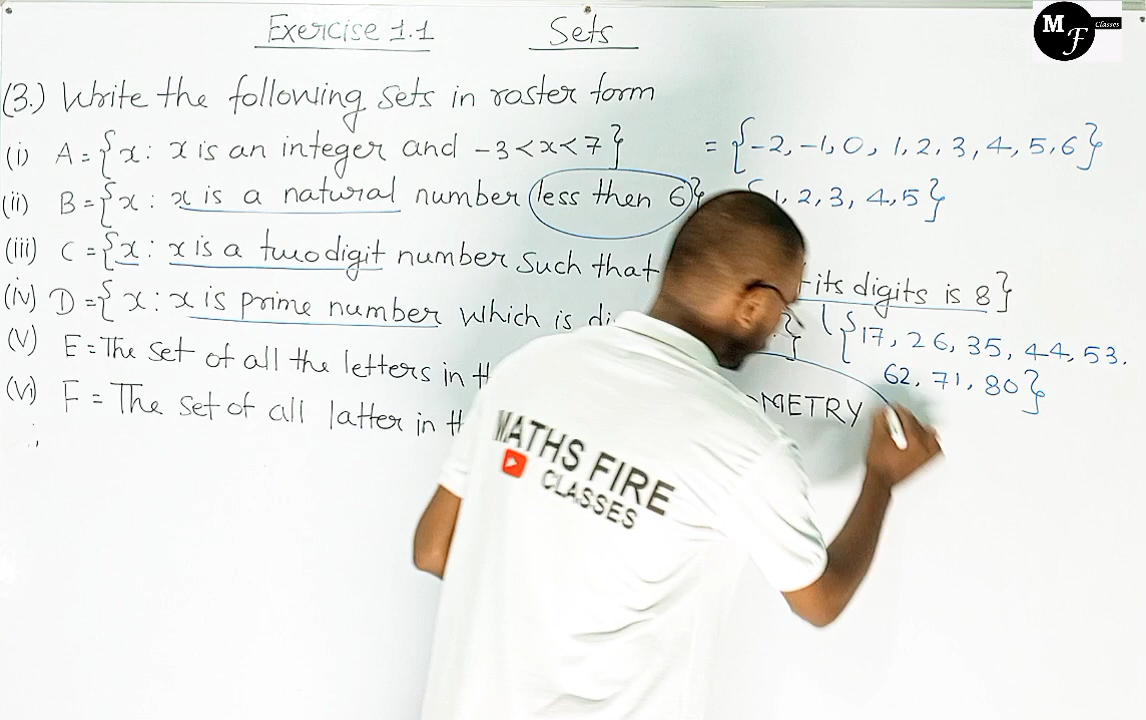 Exercise 1.1 Sets
M F Classes
(3.) Write the following sets in roster form
(i) A = {x : x is an integer and -3 < x < 7} = {-2, -1, 0, 1, 2, 3, 4, 5, 6}
(ii) B = {x : x is a natural number less then 6} 1, 2, 3, 4, 5}
(iii) C = {x : x is a two digit number such that its digits is 8}
{17, 26, 35, 44, 53.
62, 71, 80}
(iv) D = {x : x is prime number which is
(V) E = The set of all the letters in
(Vi) F = The set of all latter in METRY
MATHS FIRE
CLASSES